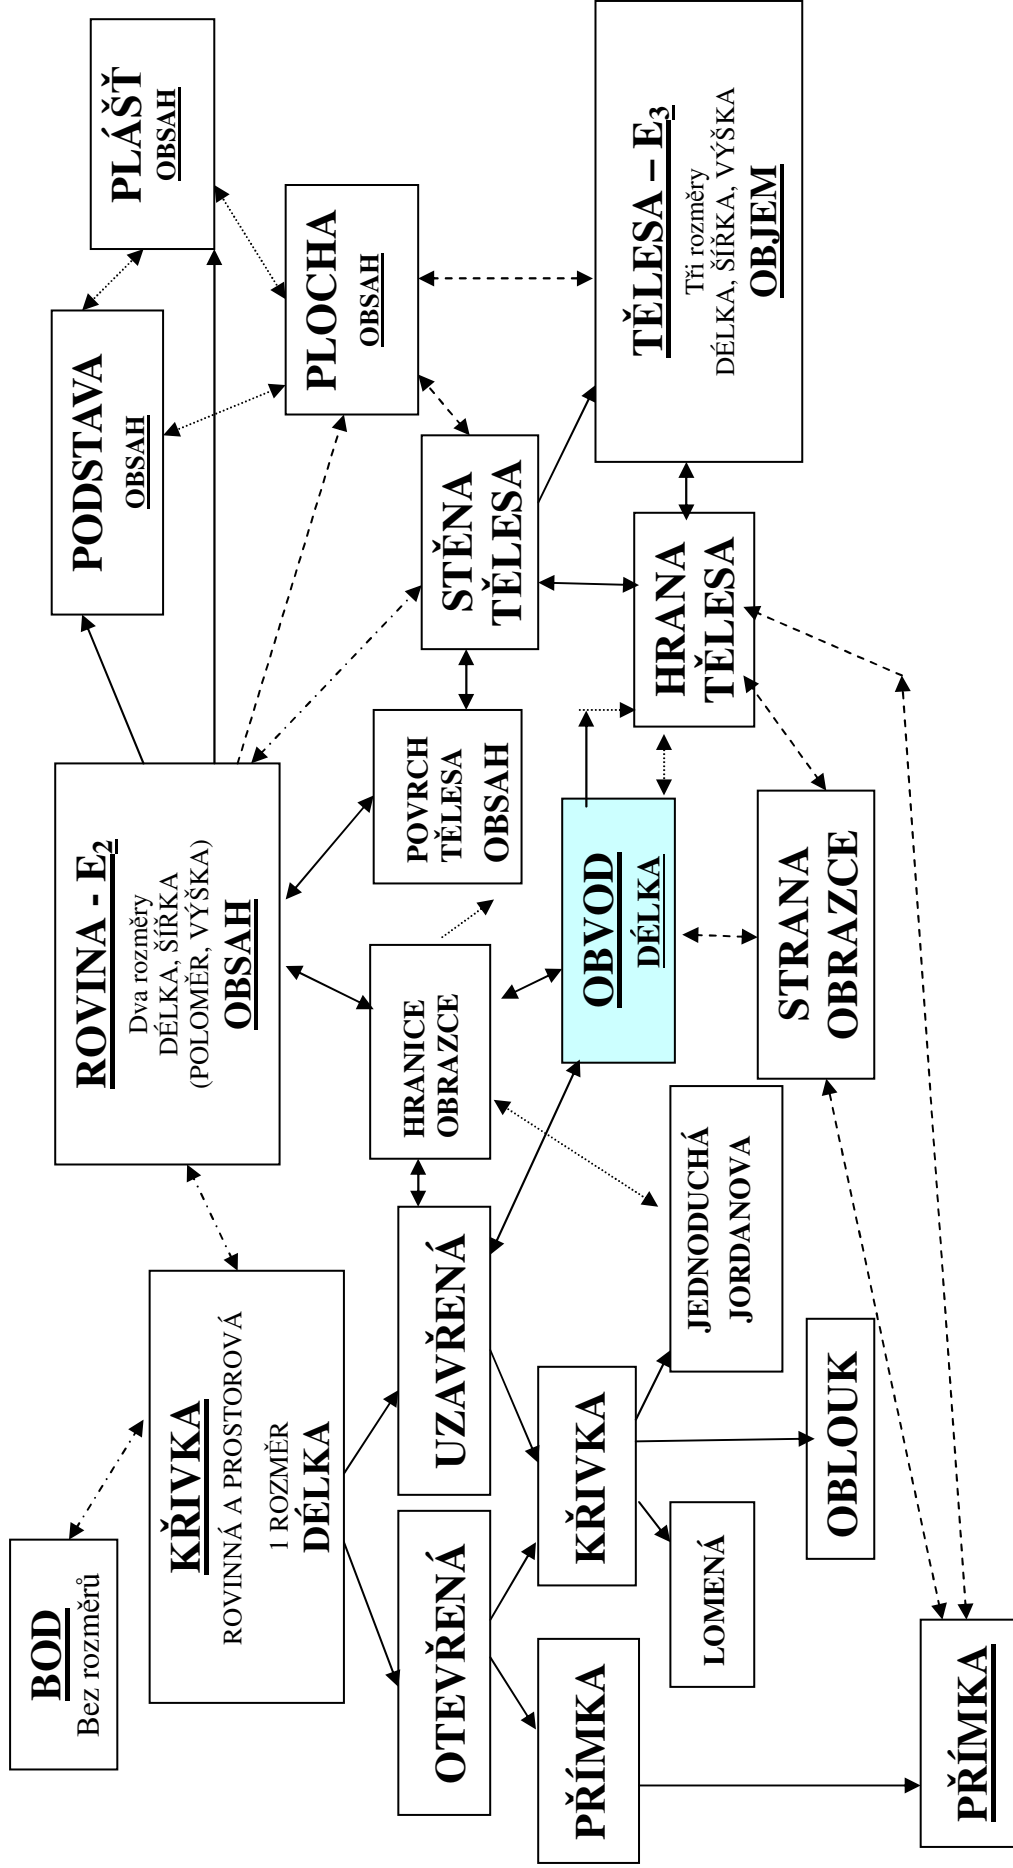 BOD
Bez rozměrů
KŘIVKA
ROVINNÁ A PROSTOROVÁ
1 ROZMĚR
DÉLKA
ROVINA - E2
Dva rozměry
DÉLKA, ŠÍŘKA
(POLOMĚR, VÝŠKA)
OBSAH
PODSTAVA
OBSAH
PLÁŠŤ
OBSAH
OTEVŘENÁ
UZAVŘENÁ
HRANICE
OBRAZCE
POVRCH
TĚLESA
OBSAH
STĚNA
TĚLESA
PLOCHA
OBSAH
PŘÍMKA
KŘIVKA
OBVOD
DÉLKA
HRANA
TĚLESA
TĚLESA – E3
Tři rozměry
DÉLKA, ŠÍŘKA, VÝŠKA
OBJEM
LOMENÁ
JEDNODUCHÁ
JORDANOVA
OBLOUK
STRANA
OBRAZCE
PŘÍMKA